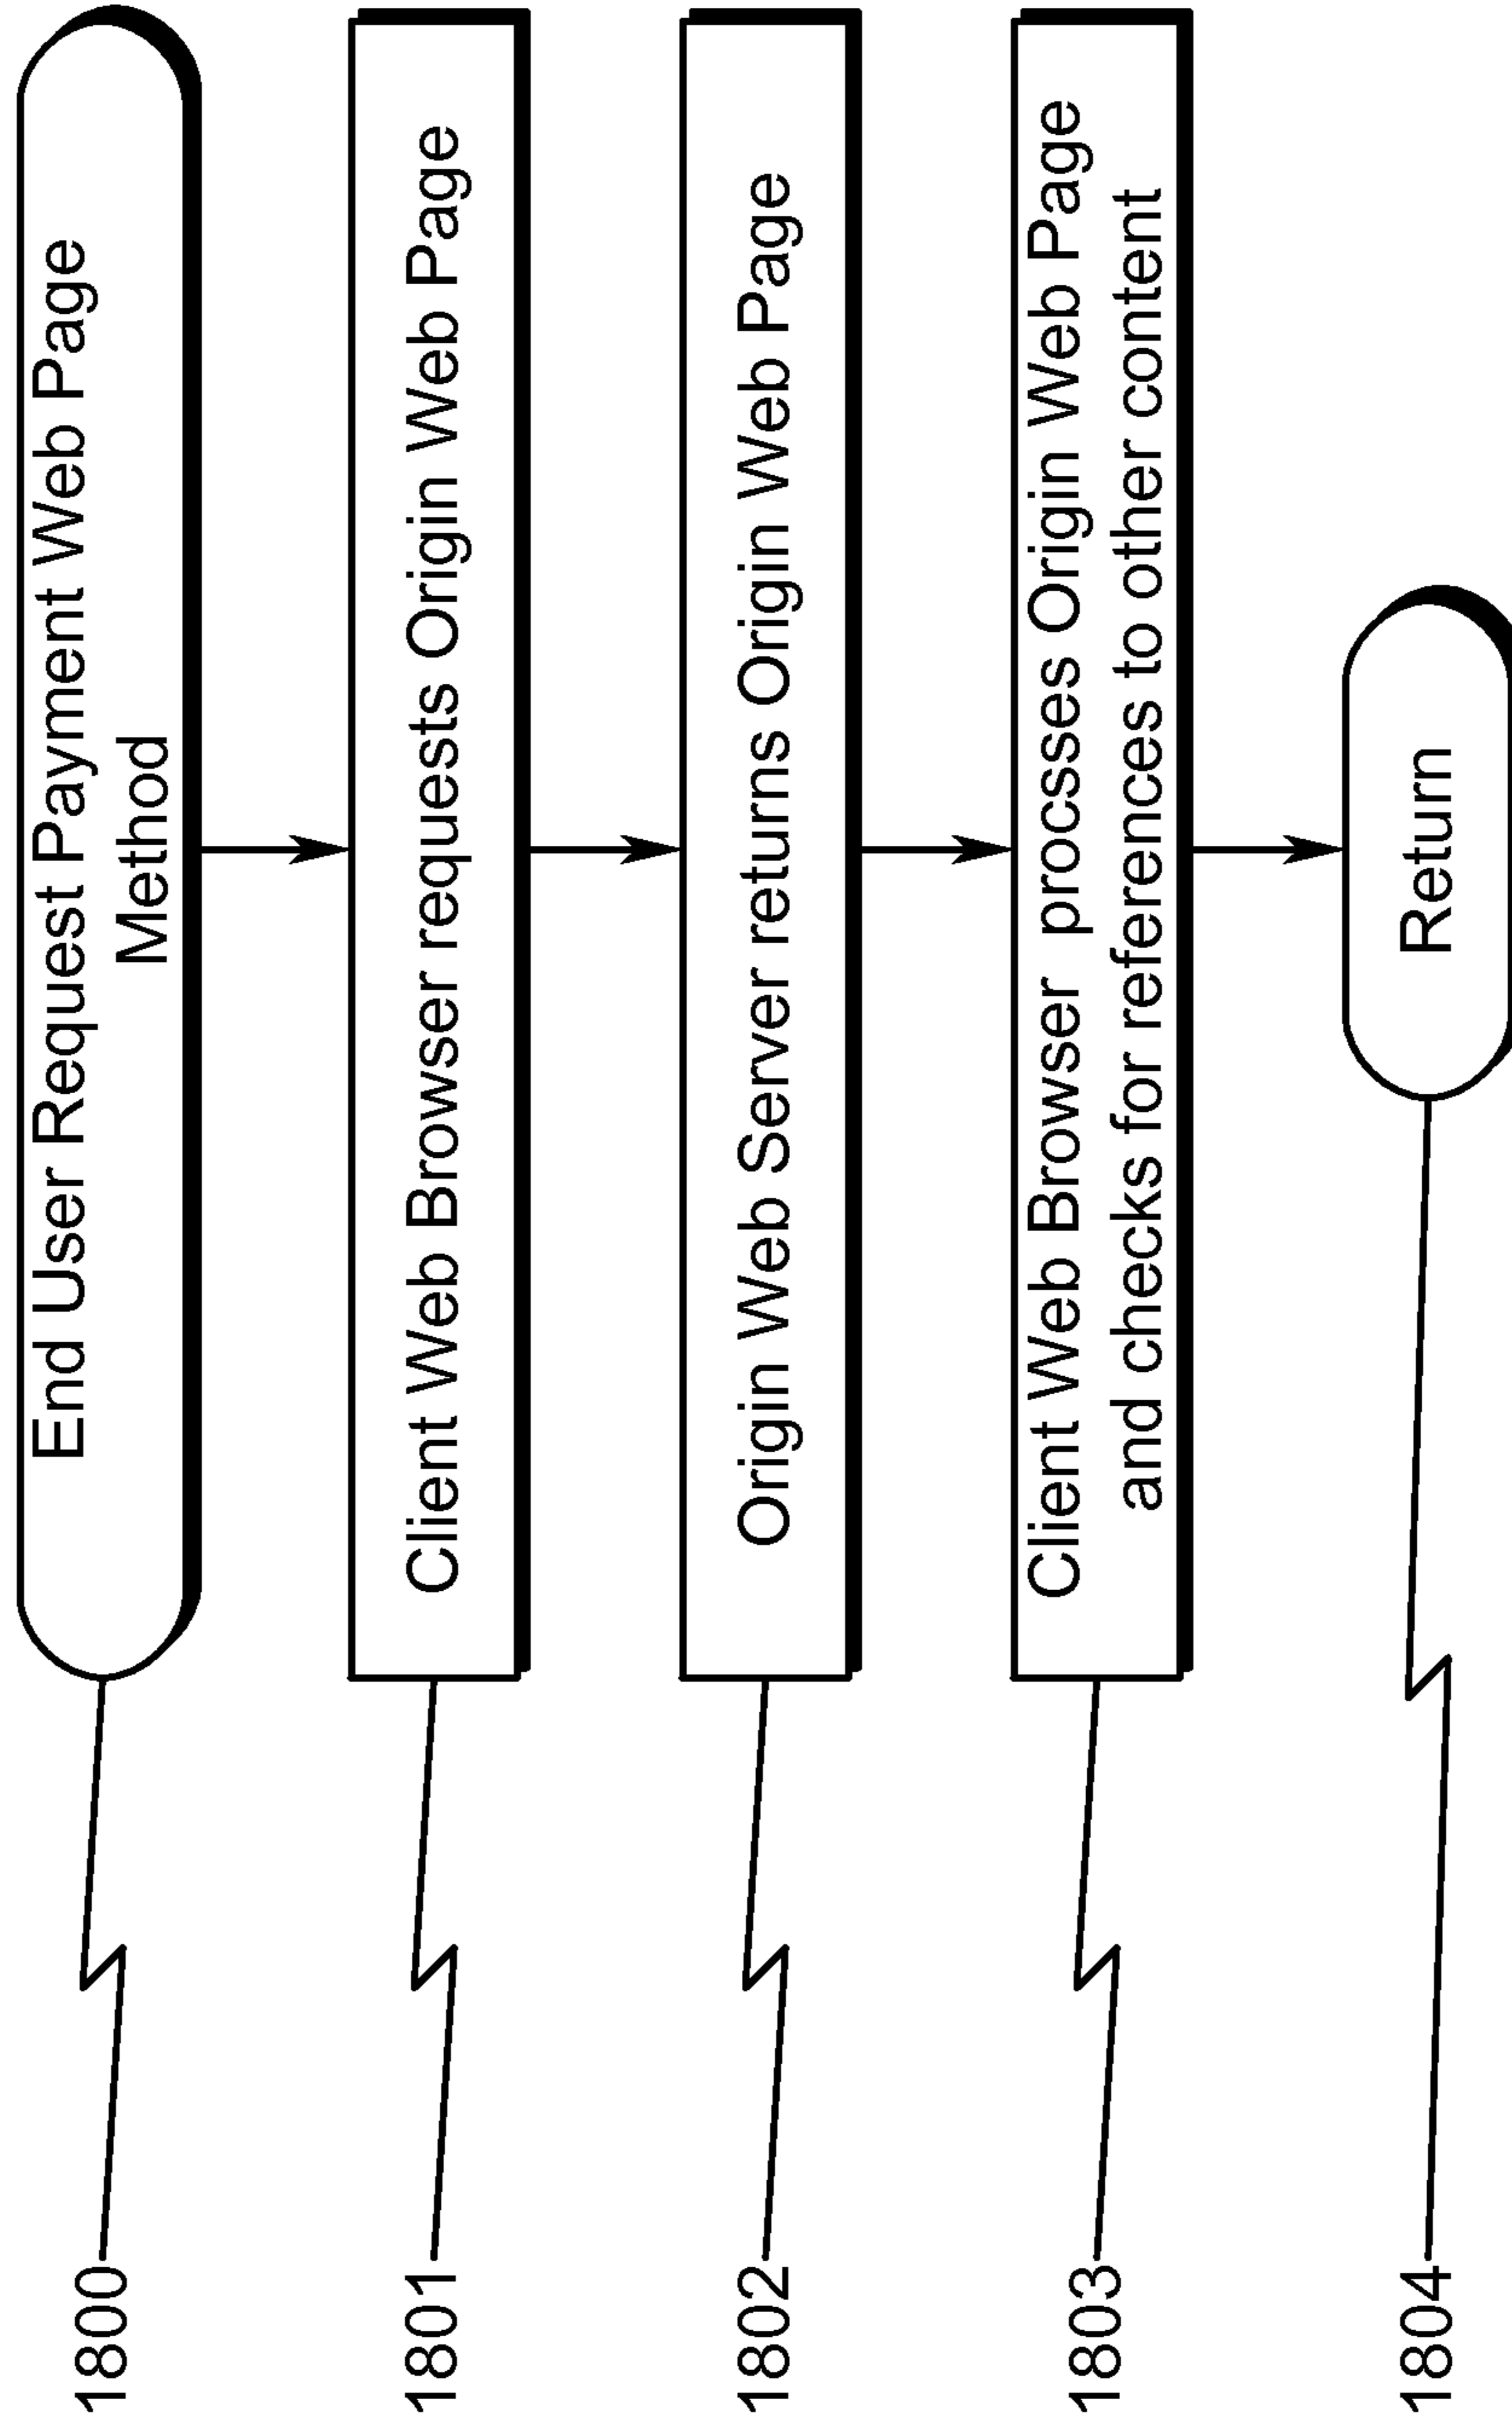 End User Request Payment Web Page
Method
1800
Client Web Browser requests Origin Web Page
1801
Origin Web Server returns Origin Web Page
1802
Client Web Browser procsses Origin Web Page
and checks for references to other content
1803
Return
1804